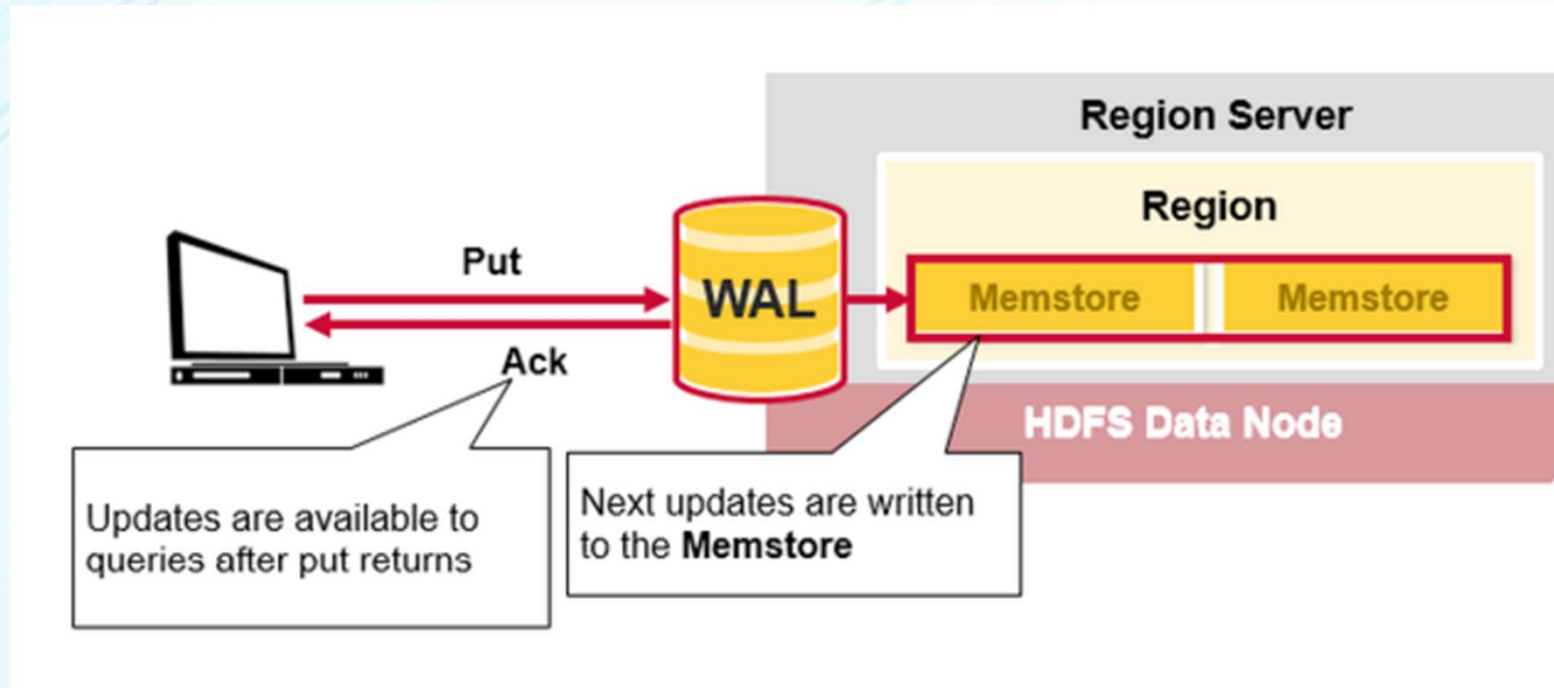 Region Server
Region
Put
WAL
Memstore
Memstore
Ack
HDFS Data Node
Updates are available to
queries after put returns
Next updates are written
to the Memstore